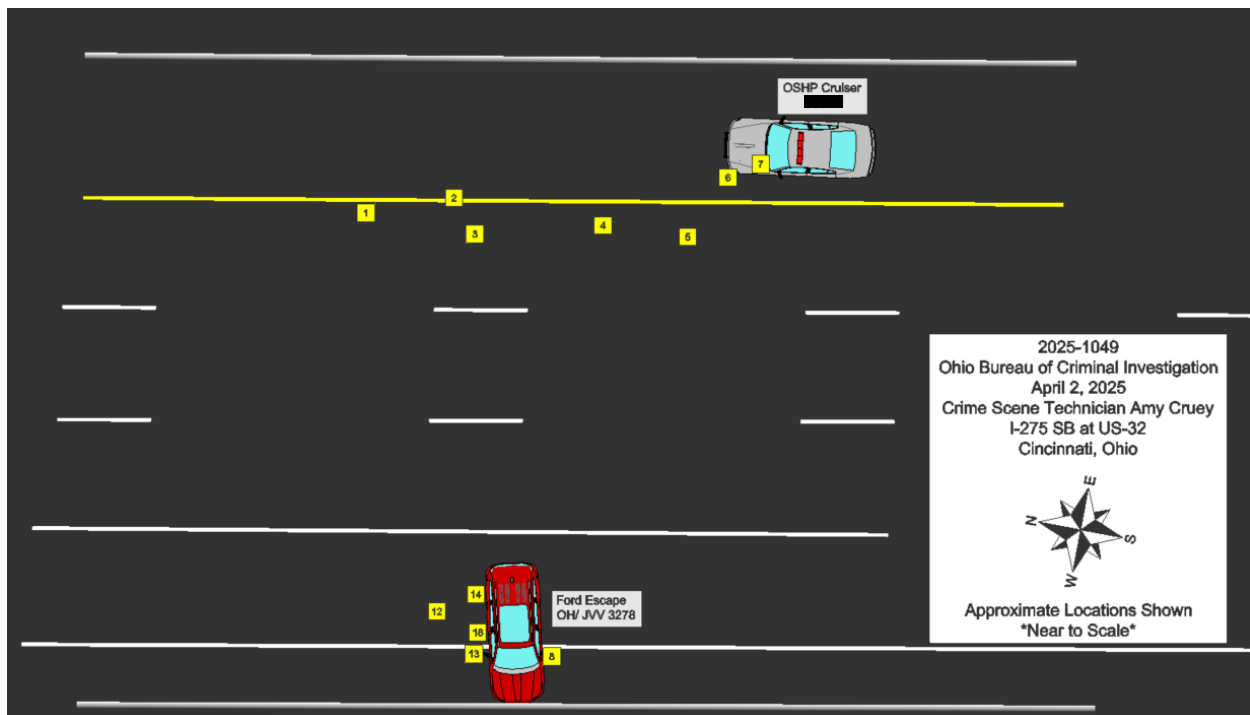 OSHP Cruiser
7
6
2
1
3
4
5
2025-1049
Ohio Bureau of Criminal Investigation
April 2, 2025
Crime Scene Technician Amy Cruey
I-275 SB at US-32
Cincinnati, Ohio
E
N
S
W
Approximate Locations Shown
*Near to Scale*
14
12
Ford Escape
OH/ JVV 3278
18
13
8